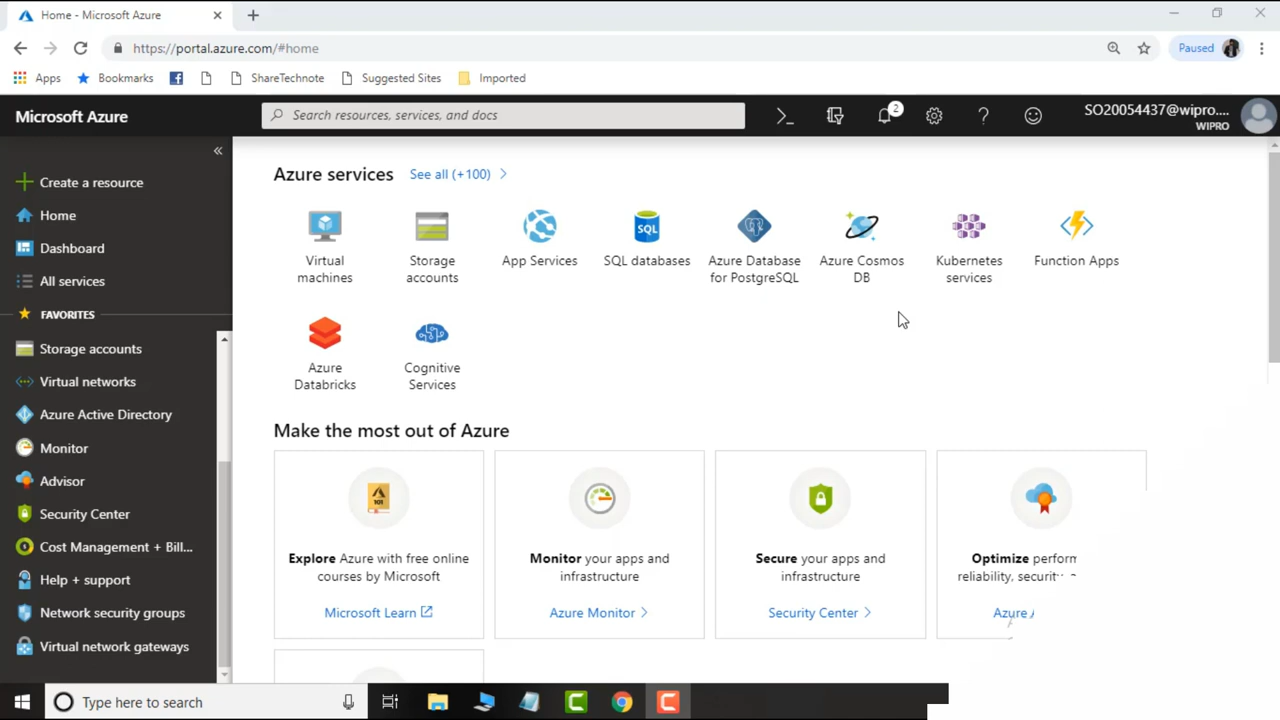 Home - Microsoft Azure
https://portal.azure.com/#home
Paused
Apps
Bookmarks
ShareTechnote
Suggested Sites
Imported
Microsoft Azure
Search resources, services, and docs
2
SO20054437@wipro....
WIPRO
Create a resource
Home
Dashboard
All services
FAVORITES
Storage accounts
Virtual networks
Azure Active Directory
Monitor
Advisor
Security Center
Cost Management + Bill...
Help + support
Network security groups
Virtual network gateways
Azure services
See all (+100)
Virtual
machines
Storage
accounts
App Services
SQL
SQL databases
Azure Database
for PostgreSQL
Azure Cosmos
DB
Kubernetes
services
Function Apps
Azure
Databricks
Cognitive
Services
Make the most out of Azure
Explore Azure with free online
courses by Microsoft
Microsoft Learn
Monitor your apps and
infrastructure
Azure Monitor
Secure your apps and
infrastructure
Security Center
Optimize perform
reliability, security
Azure
Type here to search